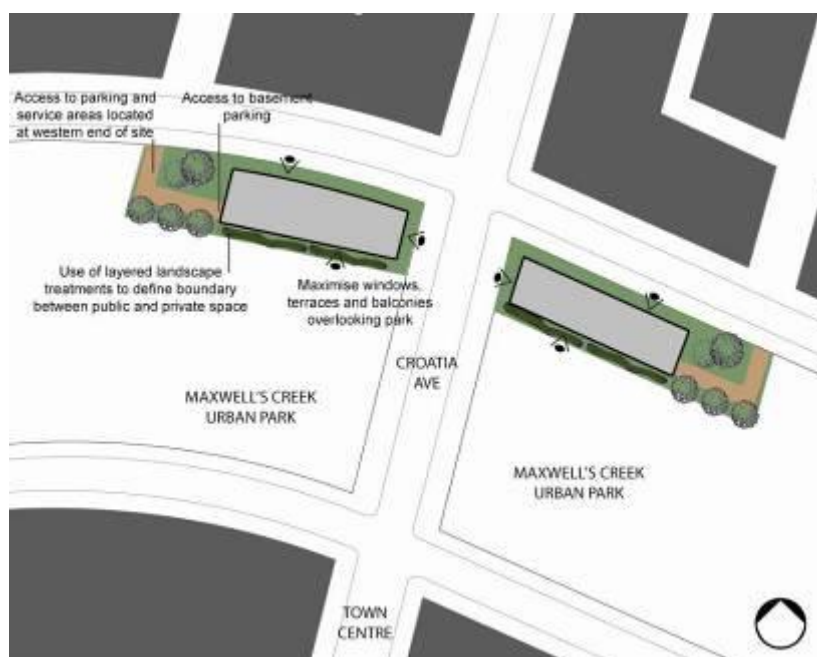 Access to parking and
service areas located
at western end of site
Access to basement
parking
Use of layered landscape
treatments to define boundary
between public and private space
Maximise windows,
terraces and balconies
overlooking park
CROATIA
AVE
MAXWELL'S CREEK
URBAN PARK
MAXWELL'S CREEK
URBAN PARK
TOWN
CENTRE